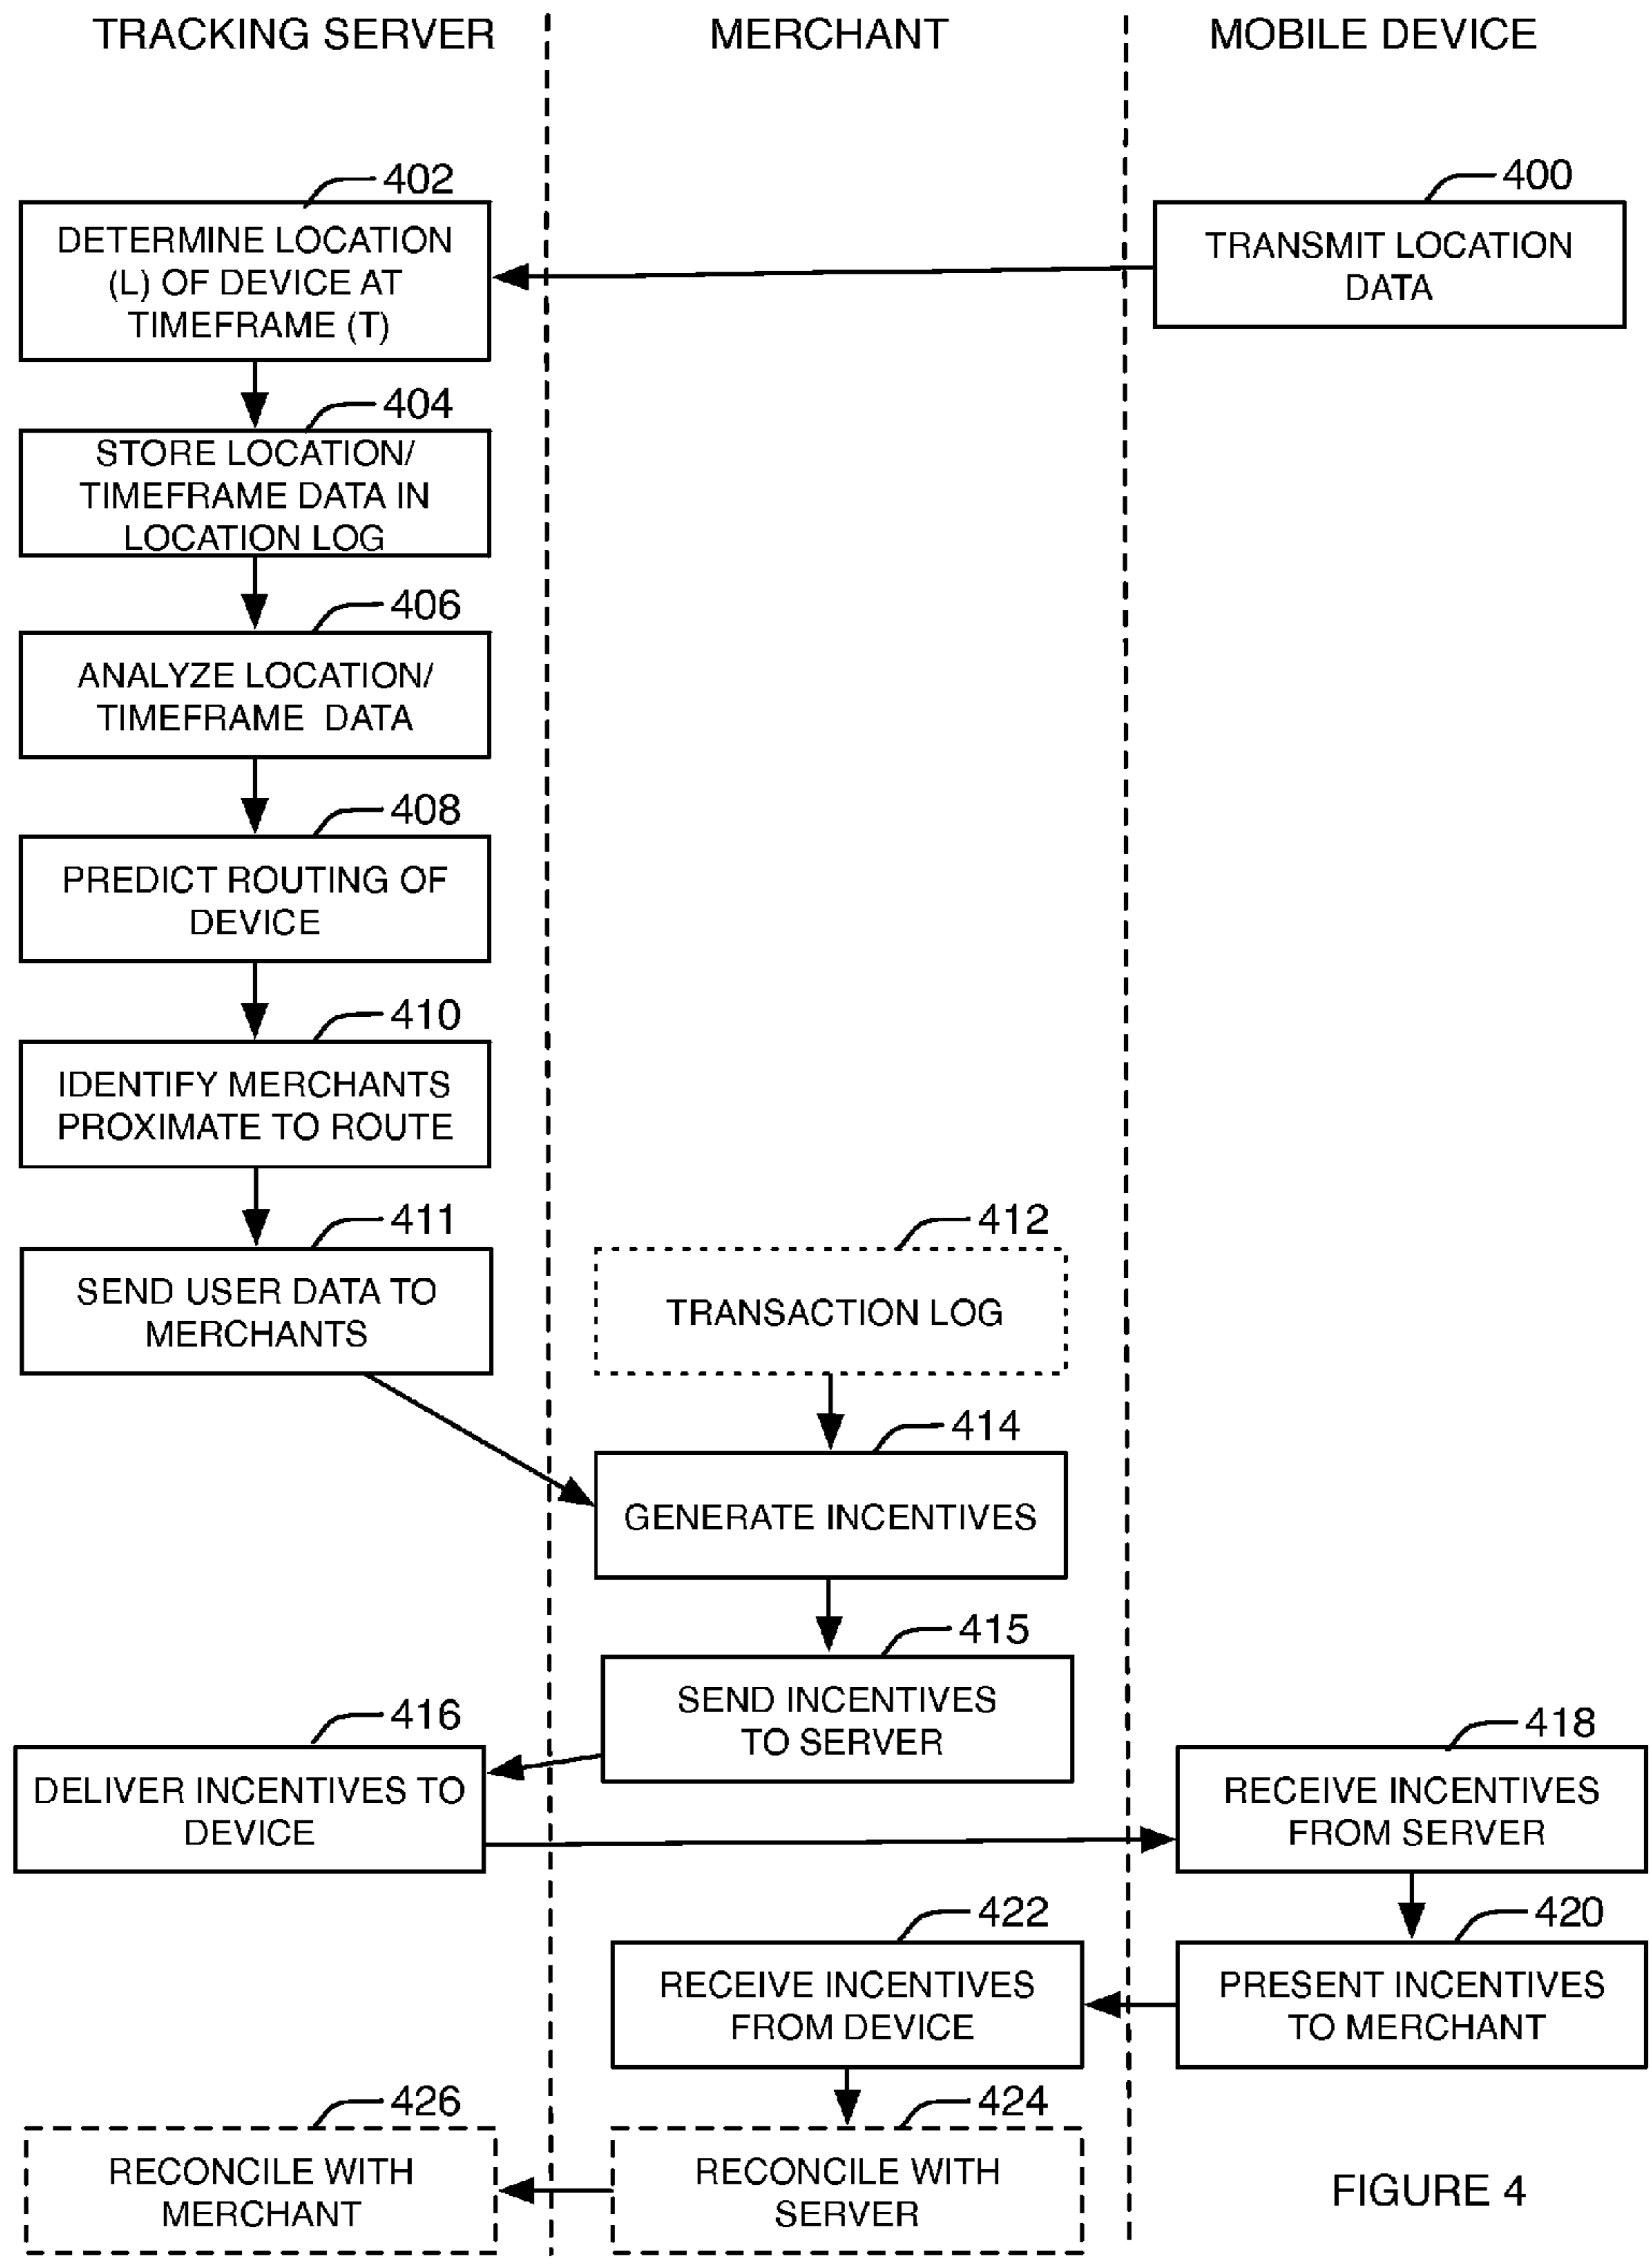 TRACKING SERVER
MERCHANT
MOBILE DEVICE
402
DETERMINE LOCATION
(L) OF DEVICE AT
TIMEFRAME (T)
400
TRANSMIT LOCATION
DATA
404
STORE LOCATION/
TIMEFRAME DATA IN
LOCATION LOG
406
ANALYZE LOCATION/
TIMEFRAME DATA
408
PREDICT ROUTING OF
DEVICE
410
IDENTIFY MERCHANTS
PROXIMATE TO ROUTE
411
SEND USER DATA TO
MERCHANTS
412
TRANSACTION LOG
414
GENERATE INCENTIVES
415
SEND INCENTIVES
TO SERVER
416
DELIVER INCENTIVES TO
DEVICE
418
RECEIVE INCENTIVES
FROM SERVER
420
PRESENT INCENTIVES
TO MERCHANT
422
RECEIVE INCENTIVES
FROM DEVICE
424
RECONCILE WITH
SERVER
426
RECONCILE WITH
MERCHANT
FIGURE 4